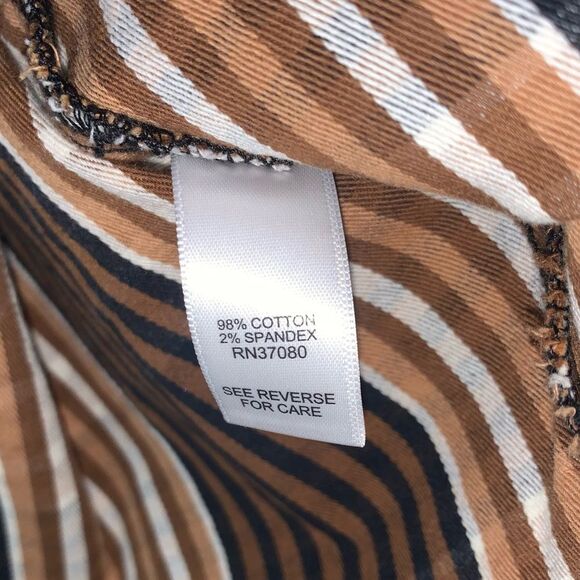 98% COTTON
2% SPANDEX
RN37080
SEE REVERSE
FOR CARE